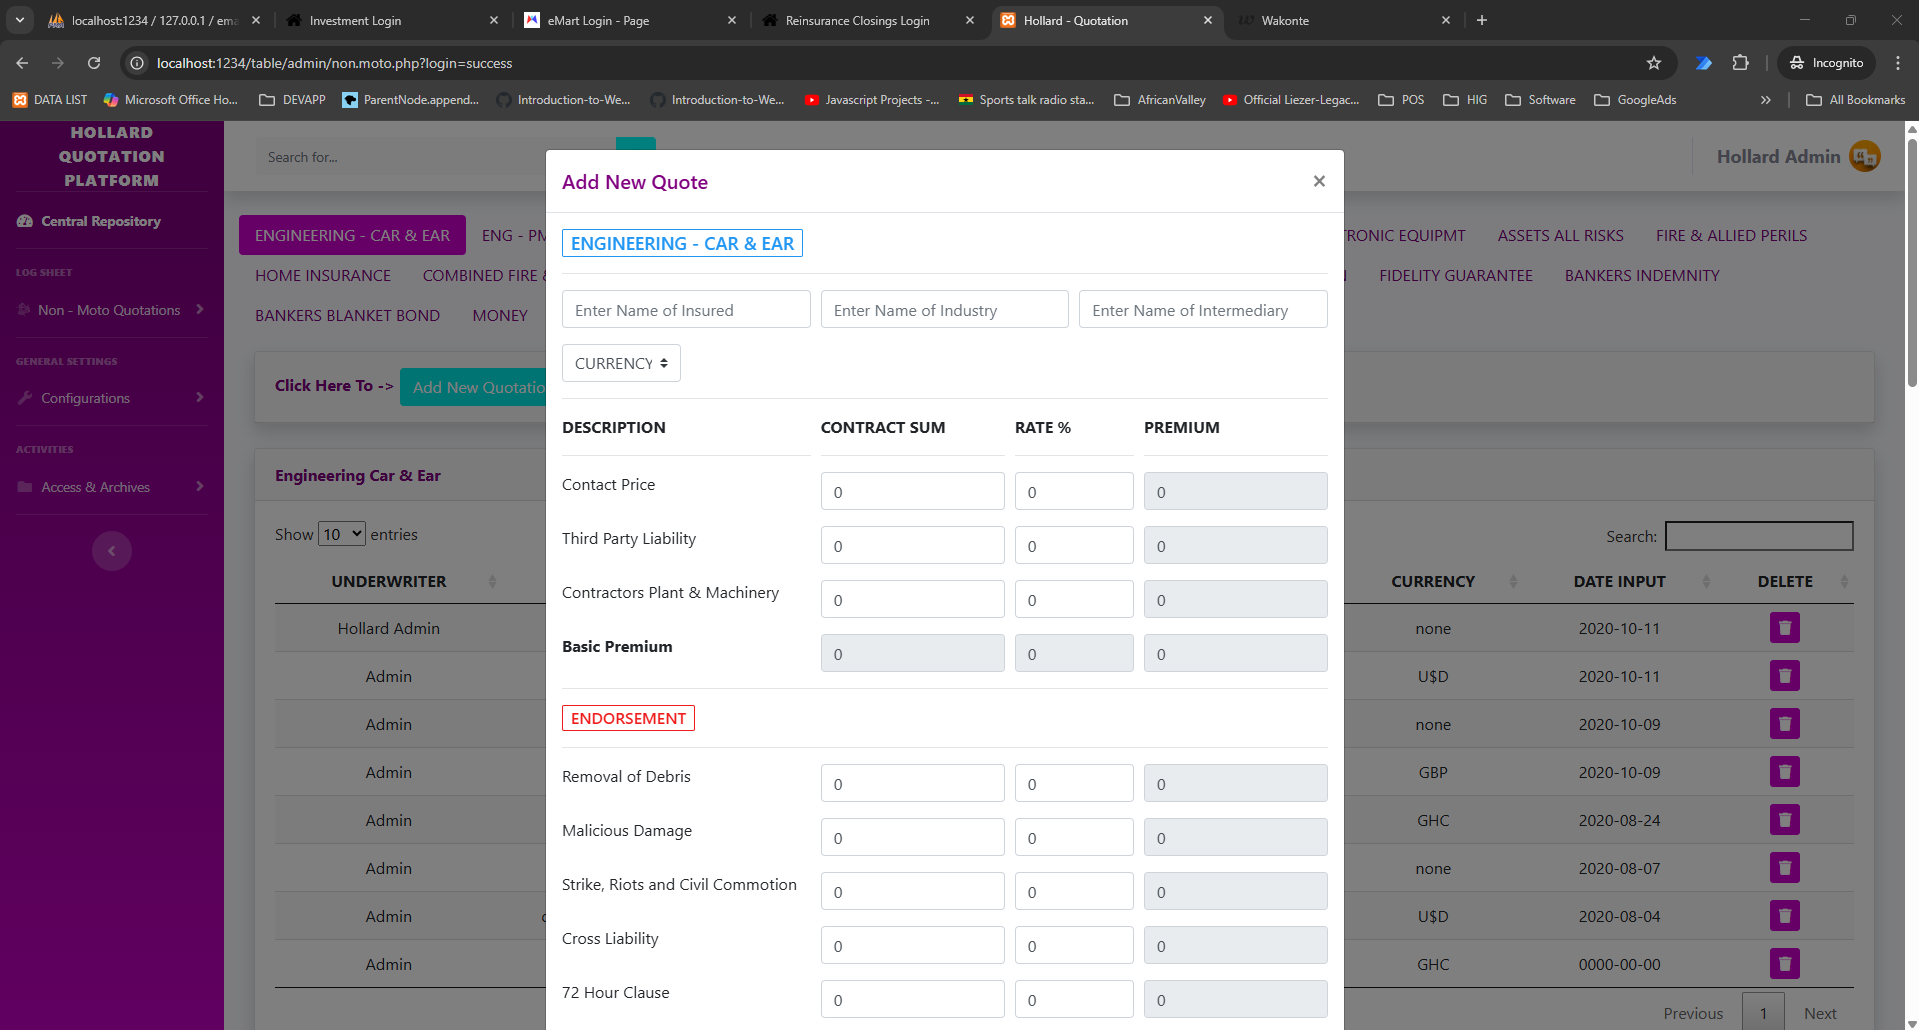 localhost:1234 / 127.0.0.1 / ema
Investment Login
eMart Login - Page
Reinsurance Closings Login
Hollard - Quotation
Wakonte
localhost:1234/table/admin/non.moto.php?login=success
Incognito
DATA LIST
Microsoft Office Ho...
DEVAPP
ParentNode.append...
Introduction-to-We...
Introduction-to-We...
Javascript Projects -...
Sports talk radio sta...
AfricanValley
Official Liezer-Legac...
POS
HIG
Software
GoogleAds
All Bookmarks
HOLLARD
QUOTATION
PLATFORM
Central Repository
LOG SHEET
Non - Moto Quotations
GENERAL SETTINGS
Configurations
ACTIVITIES
Access & Archives
Search for...
Hollard Admin
ENGINEERING - CAR & EAR
ENG - PM
TRONIC EQUIPMT
ASSETS ALL RISKS
FIRE & ALLIED PERILS
HOME INSURANCE
COMBINED FIRE &
FIDELITY GUARANTEE
BANKERS INDEMNITY
BANKERS BLANKET BOND
MONEY
Click Here To ->
Add New Quotatio
Engineering Car & Ear
Show 10 entries
Search:
UNDERWRITER
CURRENCY
DATE INPUT
DELETE
Hollard Admin
none
2020-10-11
Admin
U$D
2020-10-11
Admin
none
2020-10-09
Admin
GBP
2020-10-09
Admin
GHC
2020-08-24
Admin
none
2020-08-07
Admin
U$D
2020-08-04
Admin
GHC
0000-00-00
Previous
1
Next
Add New Quote
×
ENGINEERING - CAR & EAR
Enter Name of Insured
Enter Name of Industry
Enter Name of Intermediary
CURRENCY
DESCRIPTION CONTRACT SUM RATE % PREMIUM
Contact Price 0 0 0
Third Party Liability 0 0 0
Contractors Plant & Machinery 0 0 0
Basic Premium 0 0 0
ENDORSEMENT
Removal of Debris 0 0 0
Malicious Damage 0 0 0
Strike, Riots and Civil Commotion 0 0 0
Cross Liability 0 0 0
72 Hour Clause 0 0 0